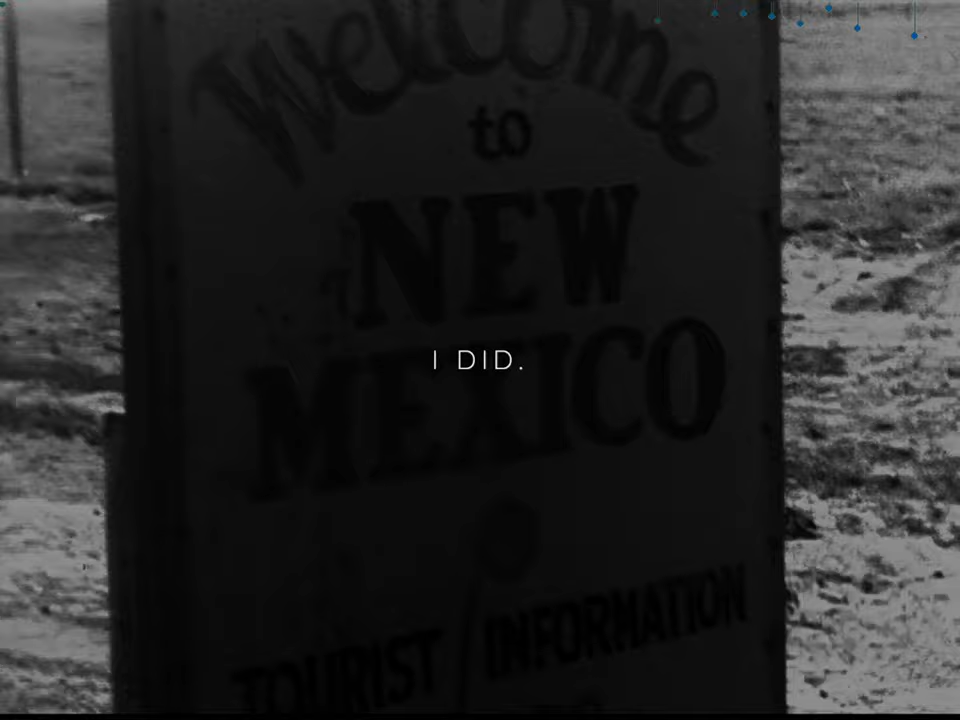 Welcome
to
NEW
MEXICO
I DID.
TOURIST INFORMATION